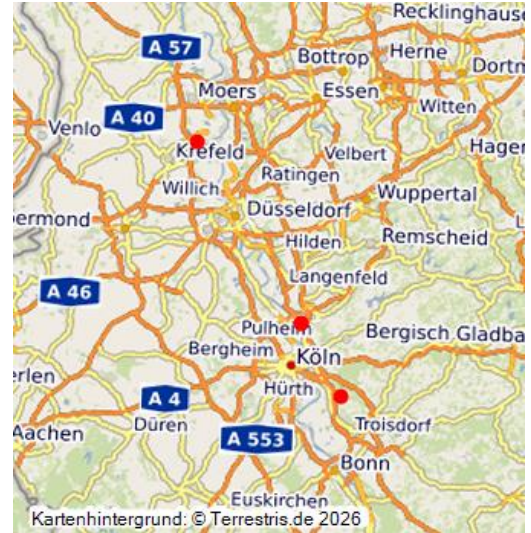 Recklinghause
A 57
Bottrop
Herne
Dortm
Moers
Essen
A 40
Witten
Venlo
Krefeld
Velbert
Hagen
Willich
Ratingen
Wuppertal
ermond
Düsseldorf
Hilden
Remscheid
Langenfeld
A 46
Pulheim
Bergisch Gladba
Bergheim
Köln
erlen
Hürth
A 4
Düren
Troisdorf
Aachen
A 553
Bonn
Euskirchen
Kartenhintergrund: © Terrestris.de 2026